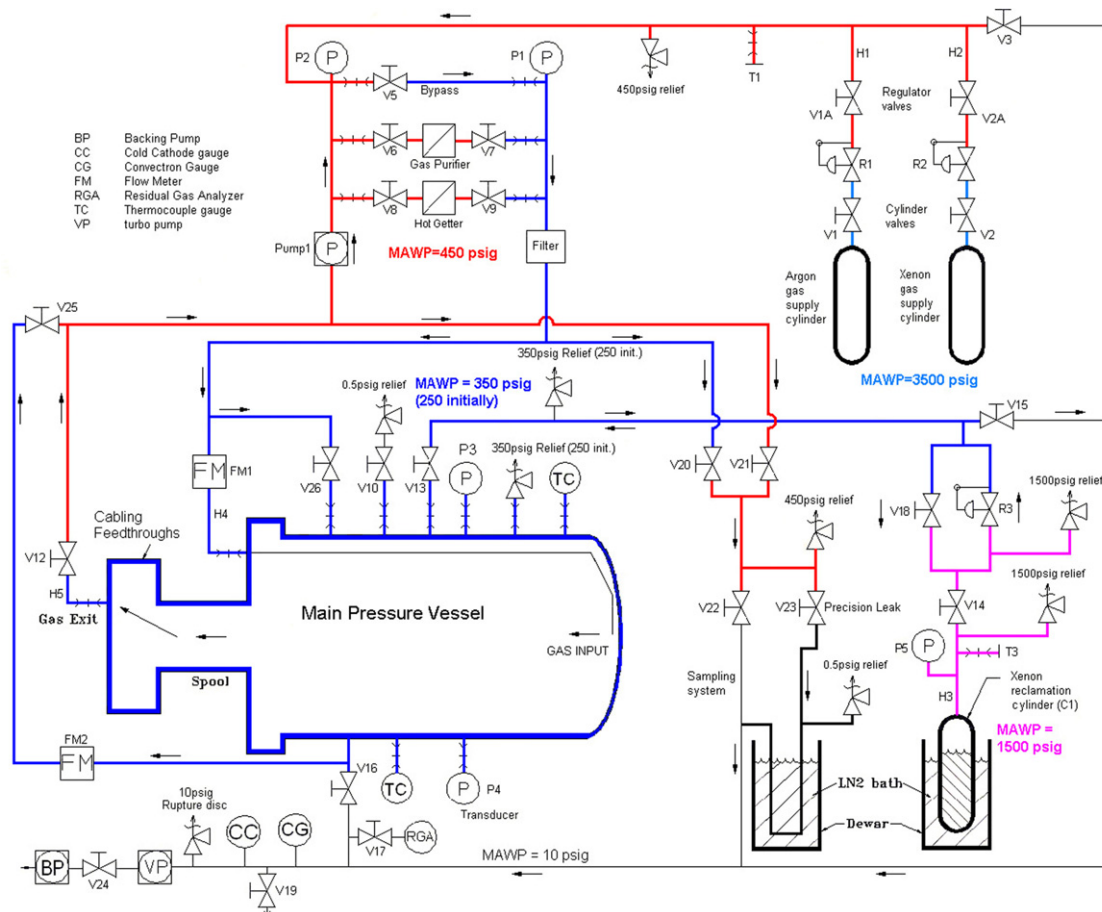 P2
P
P1
P
V3
H1
H2
450psig relief
T1
V5
Bypass
V1A
Regulator
valves
V2A
BP Backing Pump
CC Cold Cathode gauge
CG Convectron Gauge
FM Flow Meter
RGA Residual Gas Analyzer
TC Thermocouple gauge
VP turbo pump
V6
V7
Gas Purifier
R1
R2
V8
V9
Hot Getter
Cylinder
valves
V1
V2
Pump1
P
MAWP=450 psig
Filter
Argon
gas
supply
cylinder
Xenon
gas
supply
cylinder
V25
350psig Relief (250 init.)
MAWP=3500 psig
0.5psig relief
MAWP = 350 psig
(250 initially)
V15
FM
FM1
V26
V10
V13
P3
P
350psig Relief (250 init.)
TC
V20
V21
450psig relief
V18
R3
1500psig relief
Cabling
Feedthroughs
H4
V12
H5
Gas Exit
Main Pressure Vessel
GAS INPUT
Spool
V22
V23
Precision Leak
V14
1500psig relief
P5
P
T3
H3
Sampling
system
0.5psig relief
Xenon
reclamation
cylinder (C1)
MAWP =
1500 psig
FM2
FM
V16
TC
P
P4
Transducer
LN2 bath
Dewar
10psig
Rupture disc
CC
CG
V17
RGA
MAWP = 10 psig
BP
V24
VP
V19